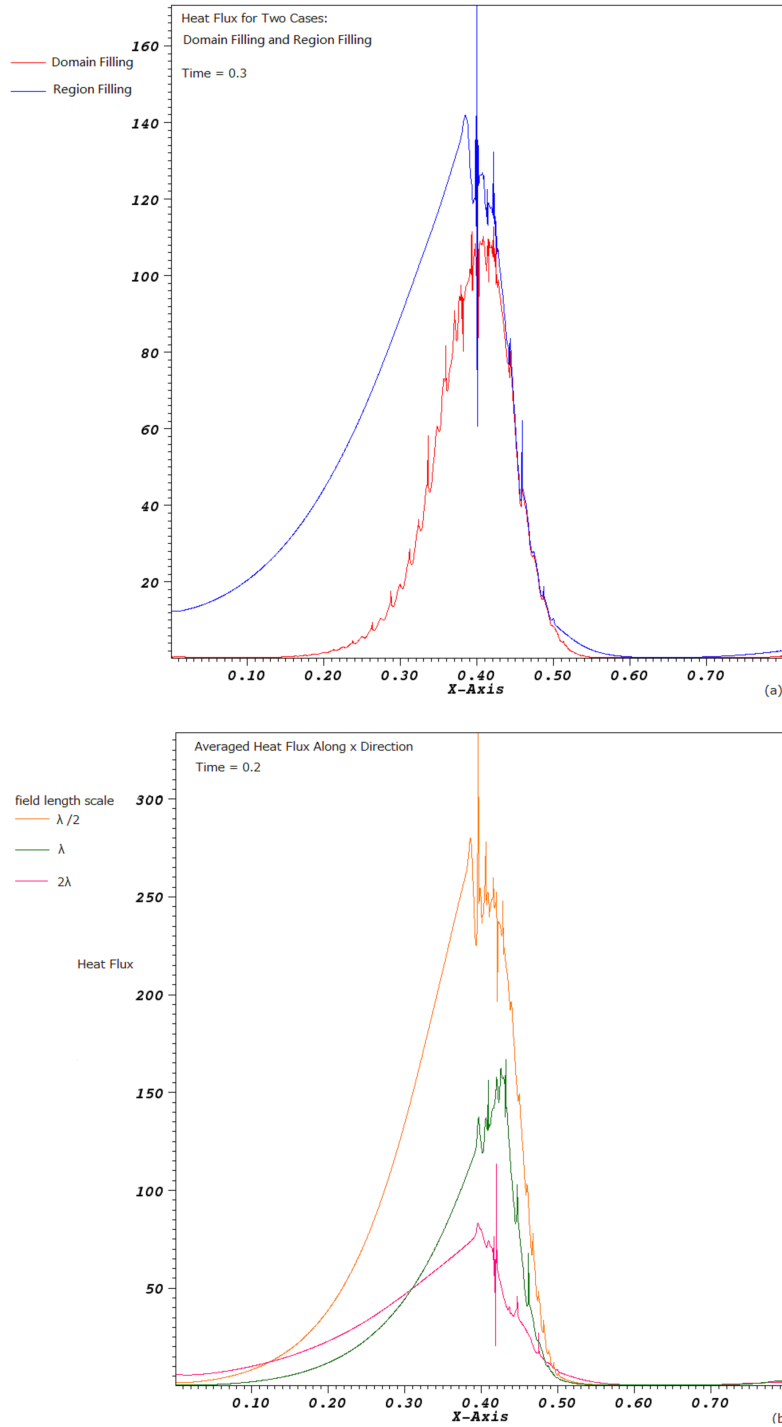 Heat Flux for Two Cases:
Domain Filling and Region Filling
Time = 0.3
Domain Filling
Region Filling
160
140
120
100
80
60
40
20
0.10 0.20 0.30 0.40 0.50 0.60 0.70
X-Axis
(a)
Averaged Heat Flux Along x Direction
Time = 0.2
field length scale
λ /2
λ
2λ
Heat Flux
300
250
200
150
100
50
0.10 0.20 0.30 0.40 0.50 0.60 0.70
X-Axis
(b